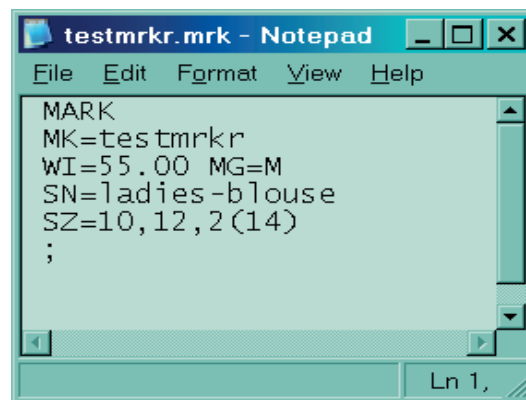 testmrkr.mrk - Notepad
File Edit Format View Help
MARK
MK=testmrkr
WI=55.00 MG=M
SN=ladies-blouse
SZ=10,12,2(14)
;
Ln 1,